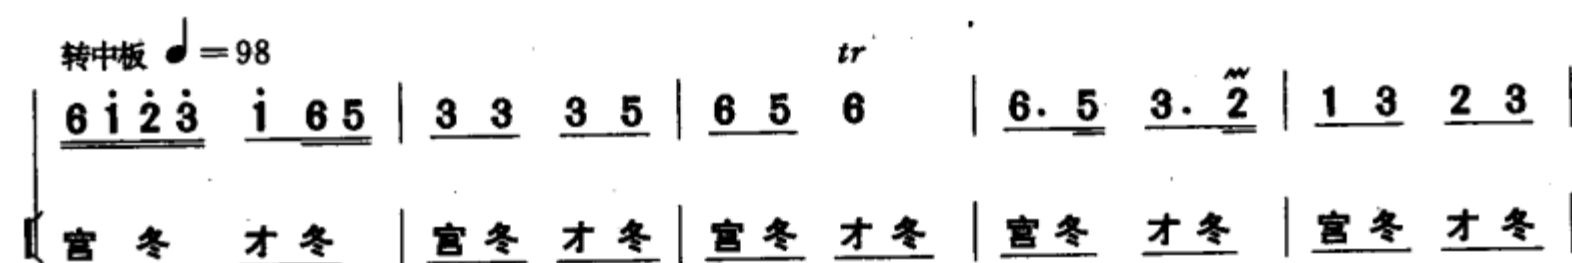 转中板 ♩=98
tr
6 i̇ 2̇ 3̇ i̇ 6 5 | 3 3 3 5 | 6 5 6 | 6. 5 3. 2 | 1 3 2 3 |
宫 冬 才 冬 | 宫 冬 才 冬 | 宫 冬 才 冬 | 宫 冬 才 冬 | 宫 冬 才 冬 |